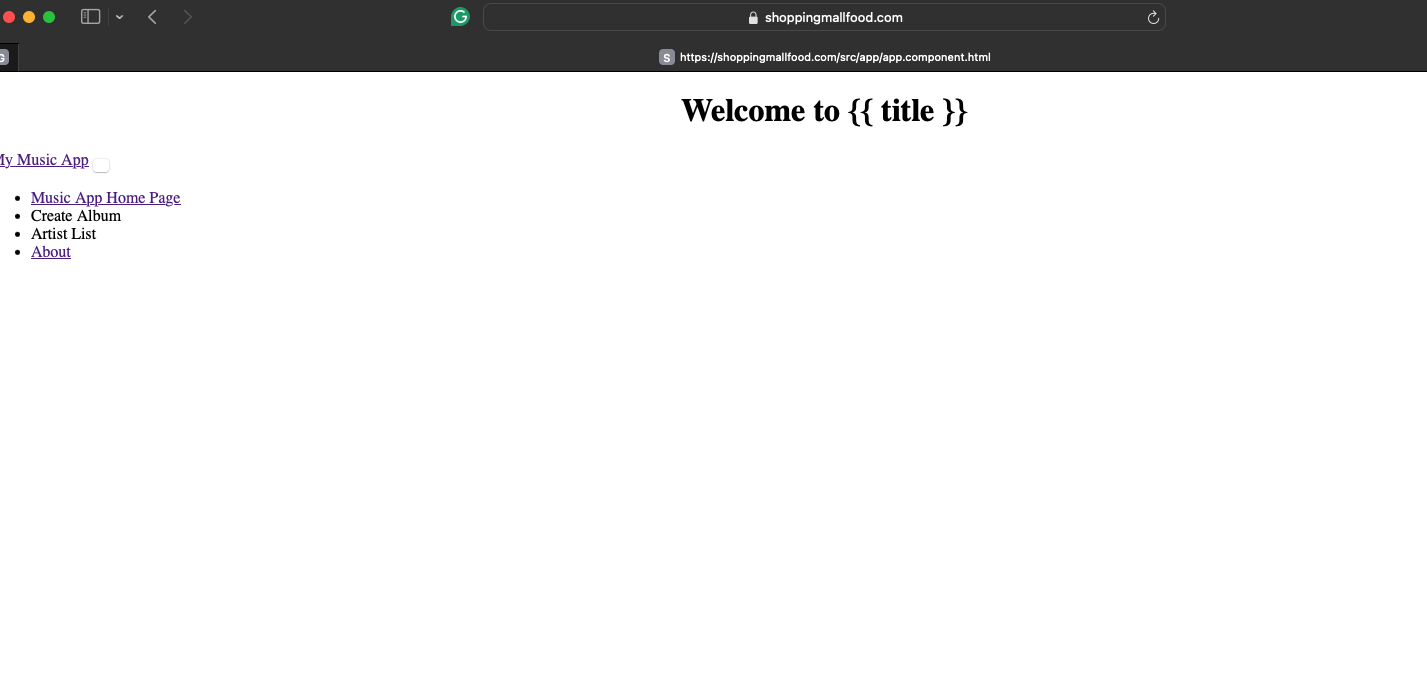 G
shoppingmallfood.com
S https://shoppingmallfood.com/src/app/app.component.html
Welcome to {{ title }}
My Music App
Music App Home Page
Create Album
Artist List
About